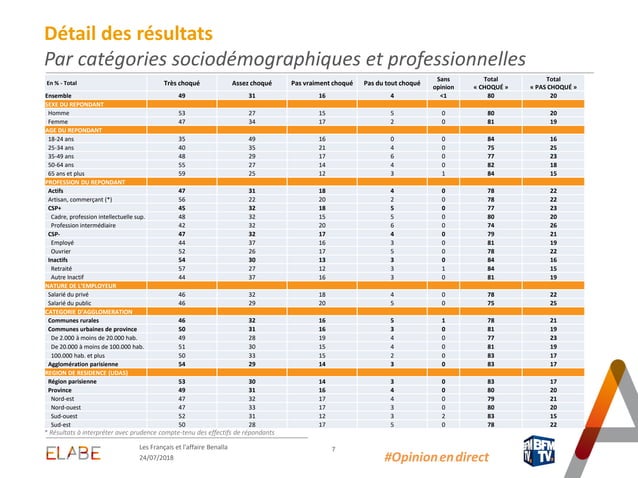 Détail des résultats
Par catégories sociodémographiques et professionnelles
En % - Total Très choqué Assez choqué Pas vraiment choqué Pas du tout choqué Sans opinion Total « CHOQUÉ » Total « PAS CHOQUÉ »
Ensemble 49 31 16 4 <1 80 20
SEXE DU REPONDANT
Homme 53 27 15 5 0 80 20
Femme 47 34 17 2 0 81 19
AGE DU REPONDANT
18-24 ans 35 49 16 0 0 84 16
25-34 ans 40 35 21 4 0 75 25
35-49 ans 48 29 17 6 0 77 23
50-64 ans 55 27 14 4 0 82 18
65 ans et plus 59 25 12 3 1 84 15
PROFESSION DU REPONDANT
Actifs 47 31 18 4 0 78 22
Artisan, commerçant (*) 56 22 20 2 0 78 22
CSP+ 45 32 18 5 0 77 23
Cadre, profession intellectuelle sup. 48 32 15 5 0 80 20
Profession intermédiaire 42 32 20 6 0 74 26
CSP- 47 32 17 4 0 79 21
Employé 44 37 16 3 0 81 19
Ouvrier 52 26 17 5 0 78 22
Inactifs 54 30 13 3 0 84 16
Retraité 57 27 12 3 1 84 15
Autre Inactif 44 37 16 3 0 81 19
NATURE DE L'EMPLOYEUR
Salarié du privé 46 32 18 4 0 78 22
Salarié du public 46 29 20 5 0 75 25
CATEGORIE D'AGGLOMERATION
Communes rurales 46 32 16 5 1 78 21
Communes urbaines de province 50 31 16 3 0 81 19
De 2.000 à moins de 20.000 hab. 49 28 19 4 0 77 23
De 20.000 à moins de 100.000 hab. 51 30 15 4 0 81 19
100.000 hab. et plus 50 33 15 2 0 83 17
Agglomération parisienne 54 29 14 3 0 83 17
REGION DE RESIDENCE (UDA5)
Région parisienne 53 30 14 3 0 83 17
Province 49 31 16 4 0 80 20
Nord-est 47 32 17 4 0 79 21
Nord-ouest 47 33 17 3 0 80 20
Sud-ouest 52 31 12 3 2 83 15
Sud-est 50 28 17 5 0 78 22
* Résultats à interpréter avec prudence compte-tenu des effectifs de répondants
ELABE
Les Français et l'affaire Benalla
24/07/2018
7
#Opinionendirect
BFM
TV.